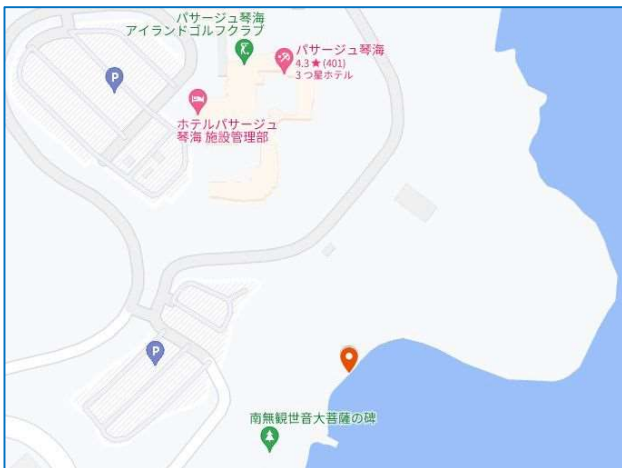 パサージュ琴海
アイランドゴルフクラブ
パサージュ琴海
4.3★(401)
3つ星ホテル
P
ホテルパサージュ
琴海 施設管理部
P
南無観世音大菩薩の碑